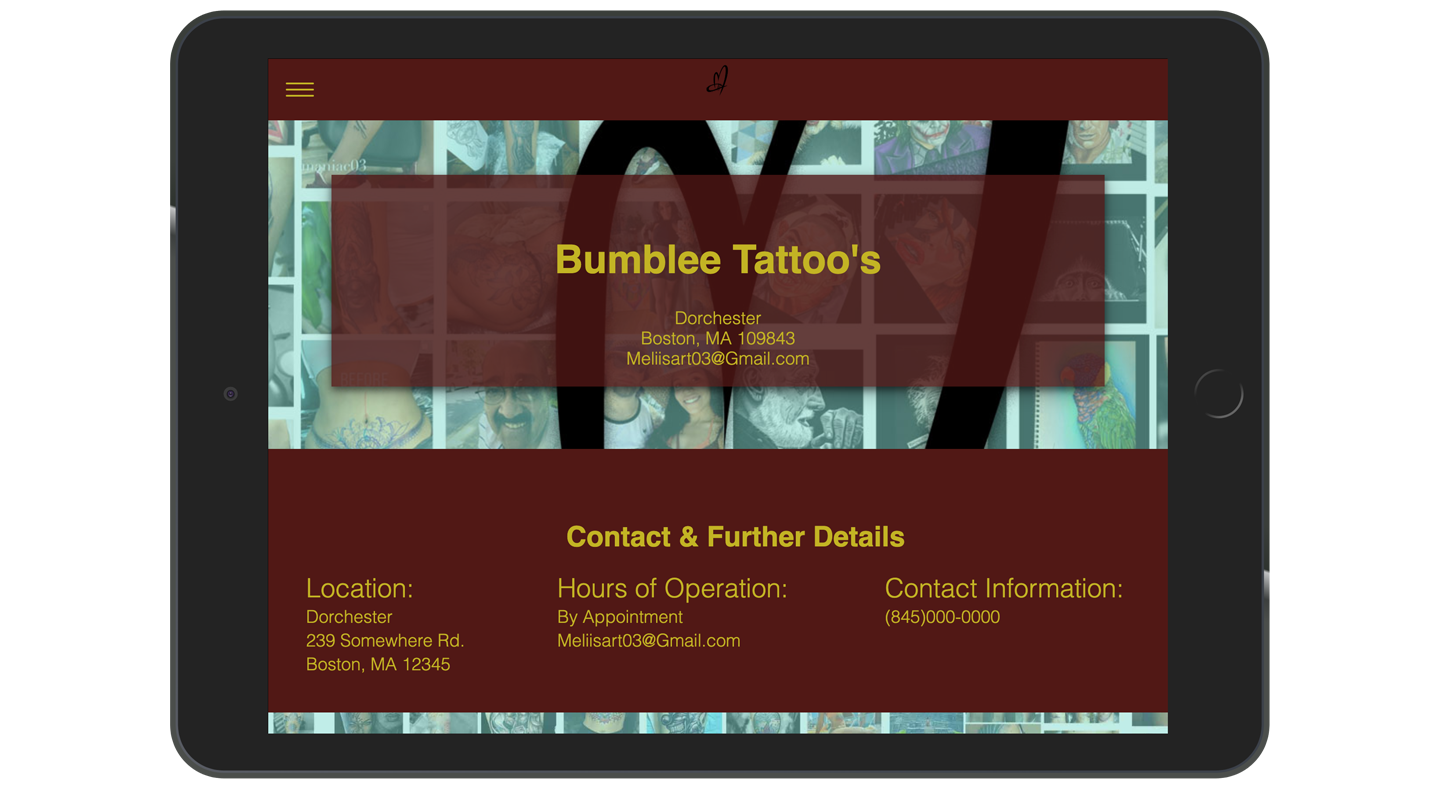 maniac03
Bumblee Tattoo's
Dorchester
Boston, MA 109843
Meliisart03@Gmail.com
Contact & Further Details
Location:
Dorchester
239 Somewhere Rd.
Boston, MA 12345
Hours of Operation:
By Appointment
Meliisart03@Gmail.com
Contact Information:
(845)000-0000